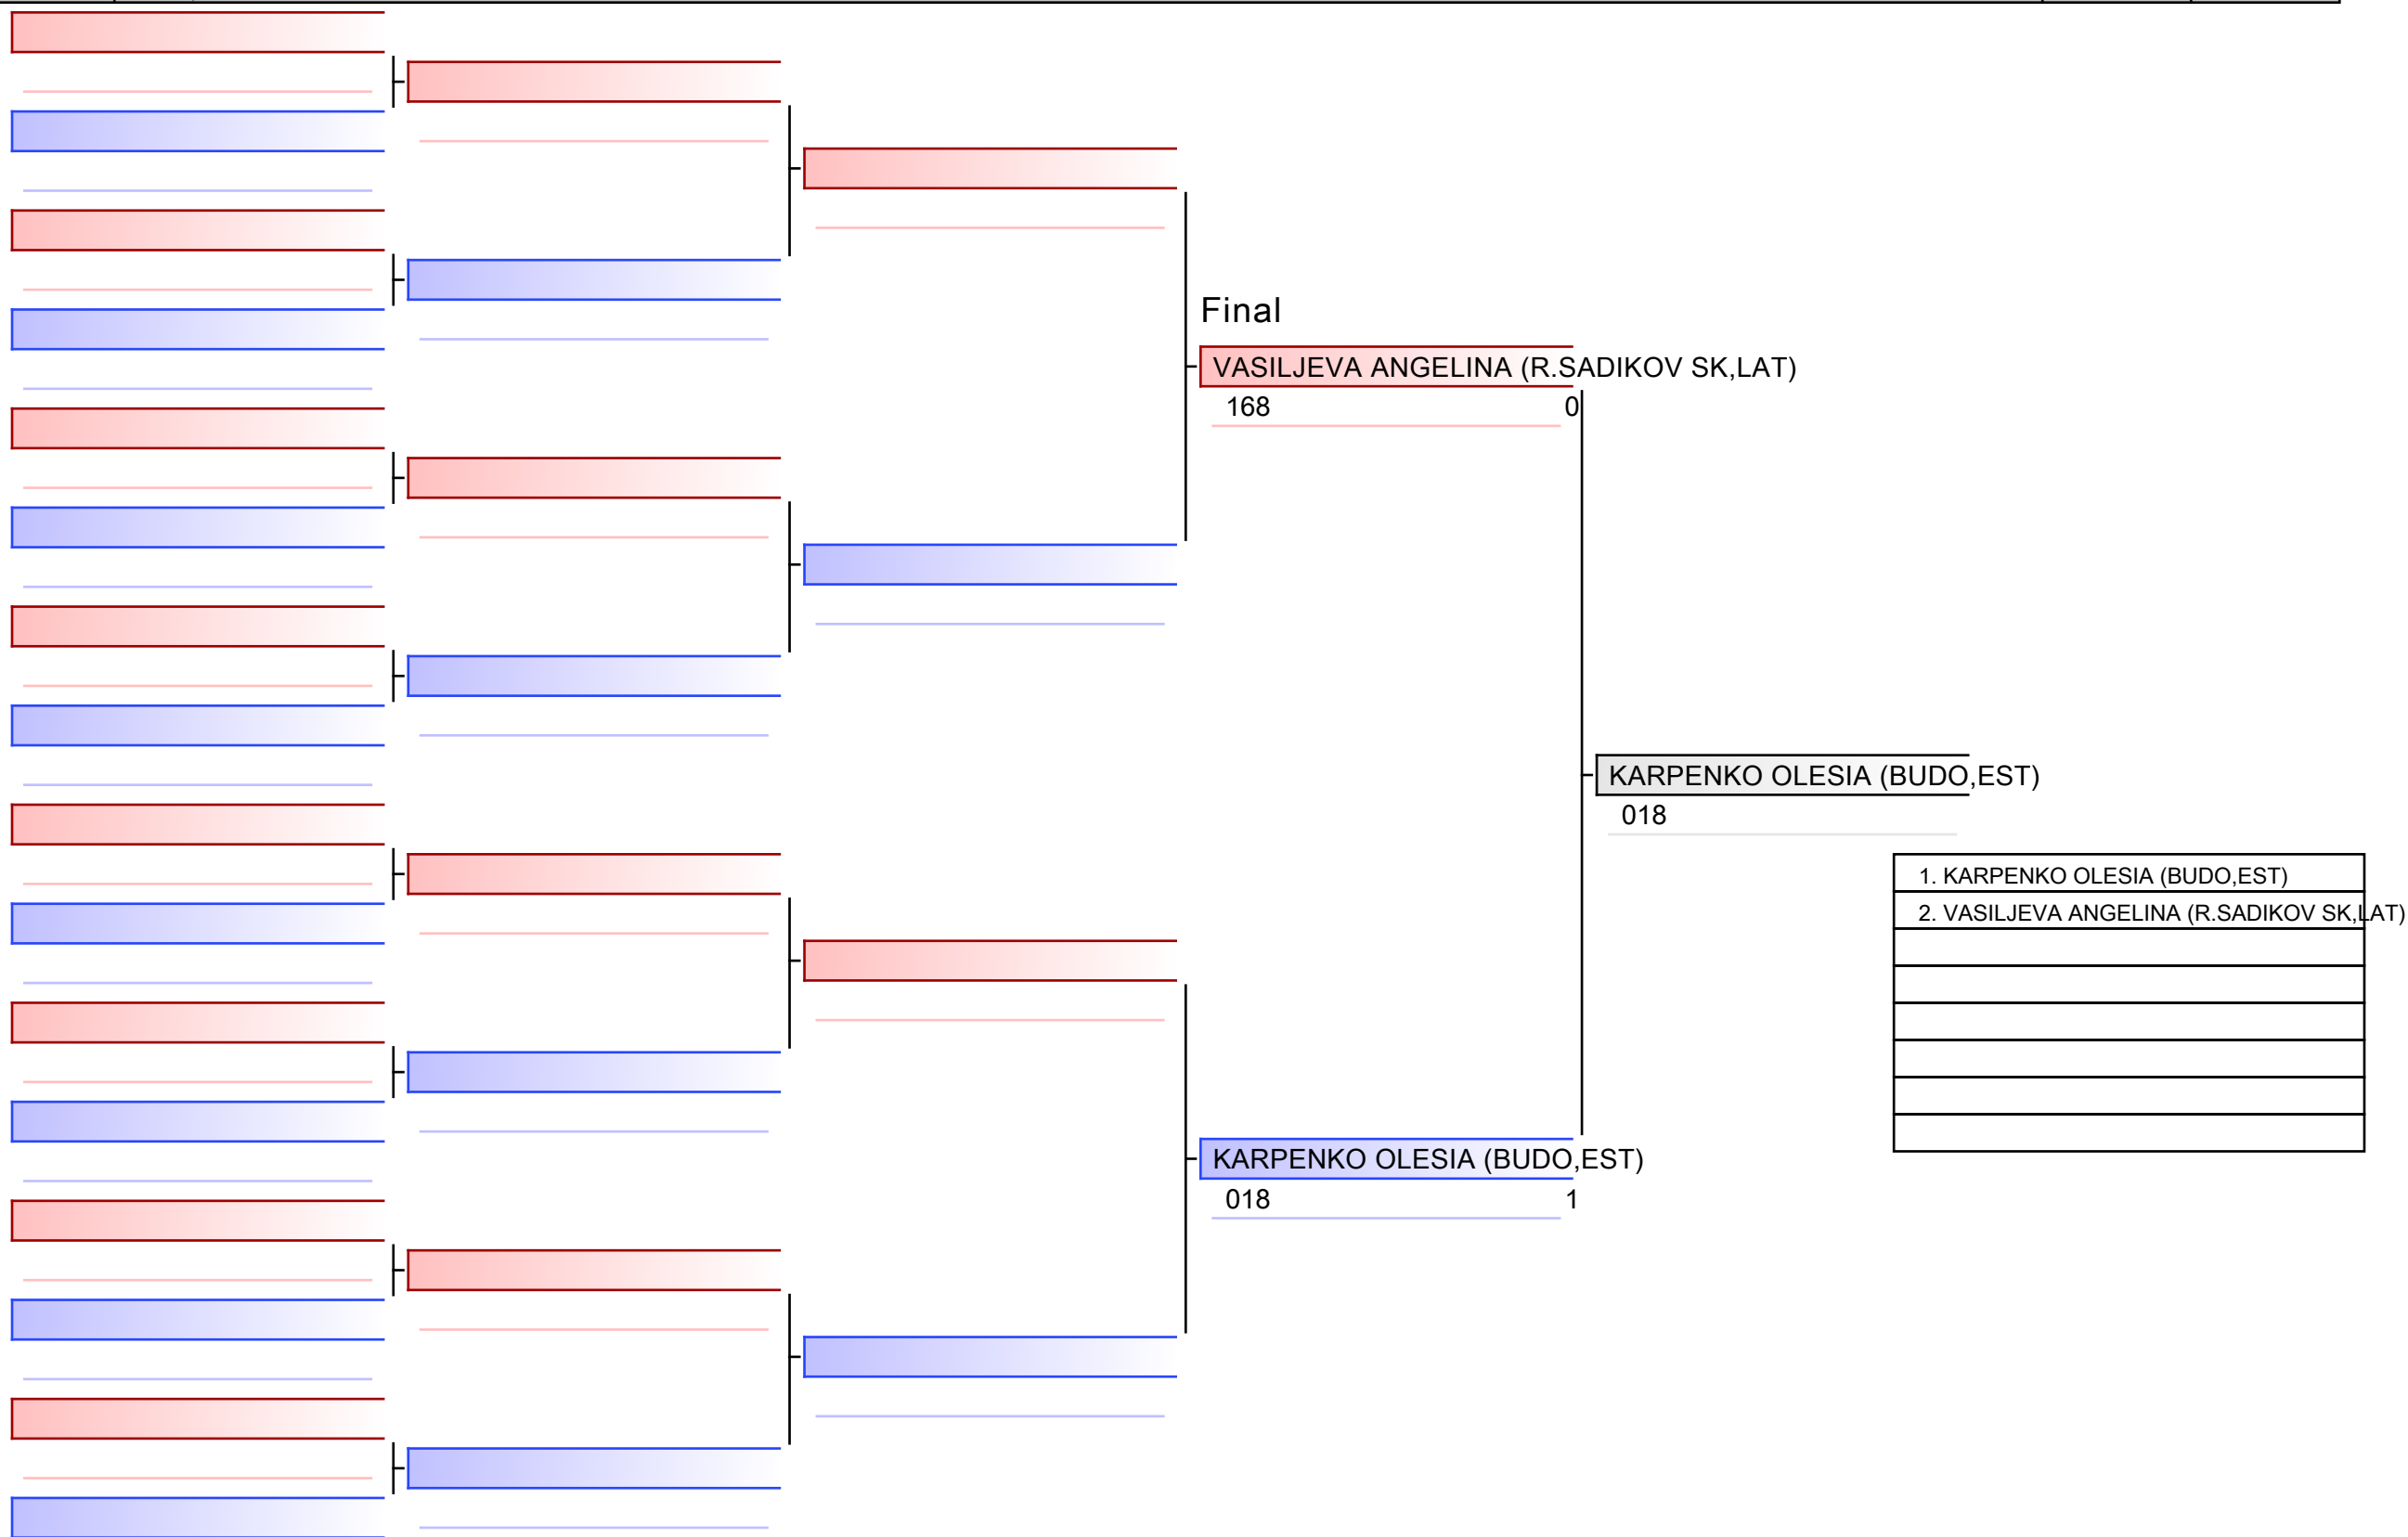 Final
VASILJEVA ANGELINA (R.SADIKOV SK,LAT)
168 0
KARPENKO OLESIA (BUDO,EST)
018
1. KARPENKO OLESIA (BUDO,EST)
2. VASILJEVA ANGELINA (R.SADIKOV SK,LAT)
KARPENKO OLESIA (BUDO,EST)
018 1